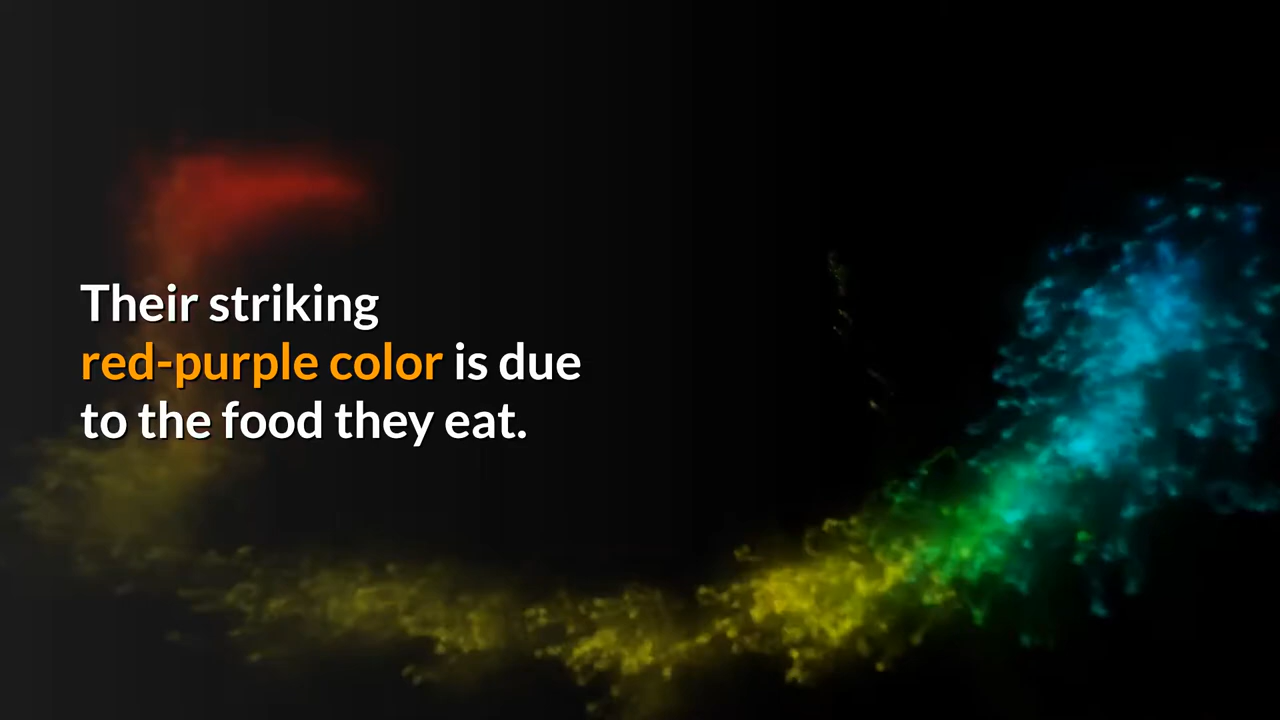 Their striking
red-purple color is due
to the food they eat.